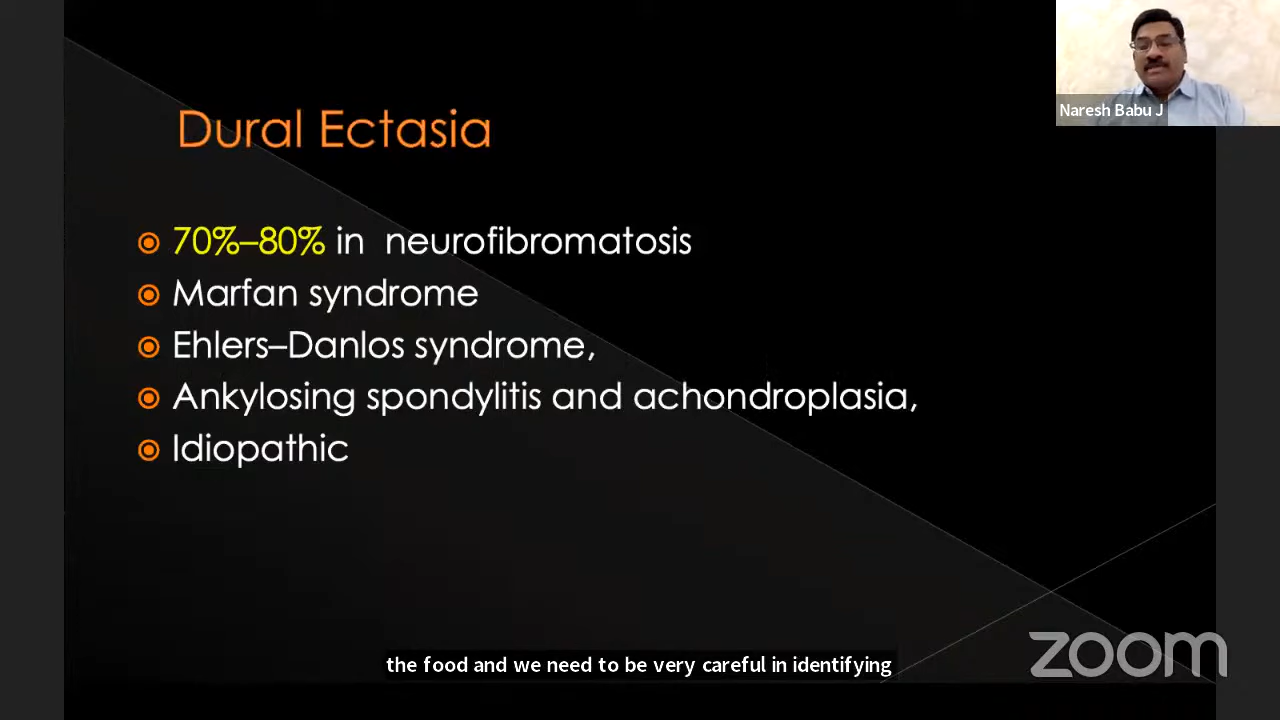 Naresh Babu J
Dural Ectasia
70%–80% in neurofibromatosis
Marfan syndrome
Ehlers–Danlos syndrome,
Ankylosing spondylitis and achondroplasia,
Idiopathic
the food and we need to be very careful in identifying
zoom